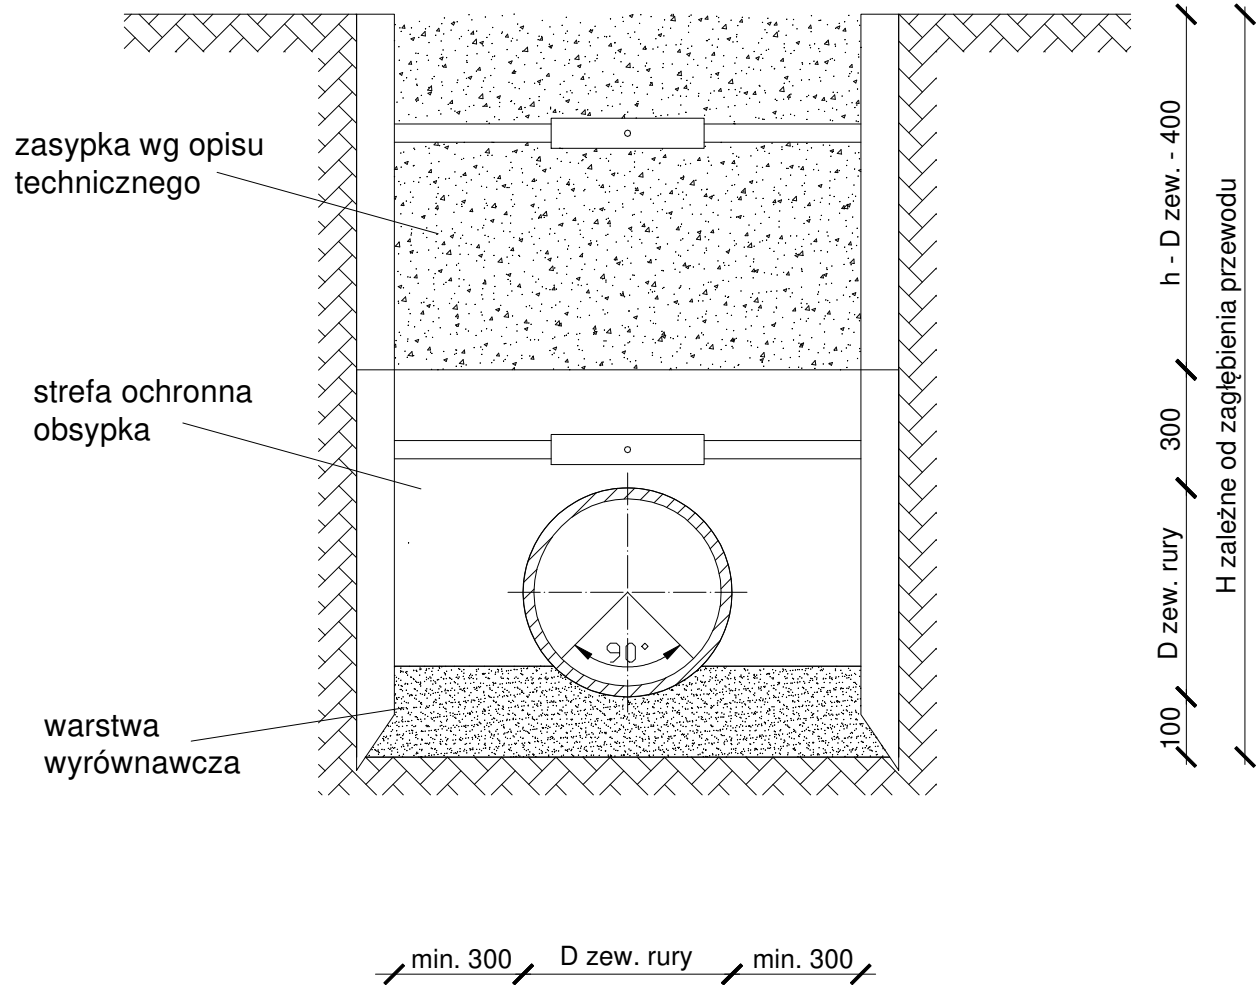 zasypka wg opisu
technicznego
strefa ochronna
obsypka
warstwa
wyrównawcza
90°
h - D zew. - 400
300
D zew. rury
100
H zależne od zagłębienia przewodu
min. 300
D zew. rury
min. 300